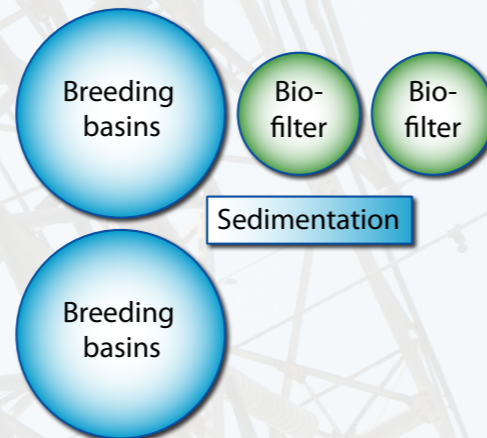 Breeding
basins
Bio-
filter
Bio-
filter
Sedimentation
Breeding
basins